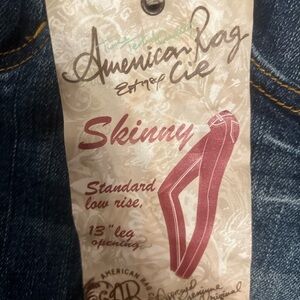 American Rag
Cie
Skinny
Standard
low rise,
13" leg
opening
AMERICAN RAG